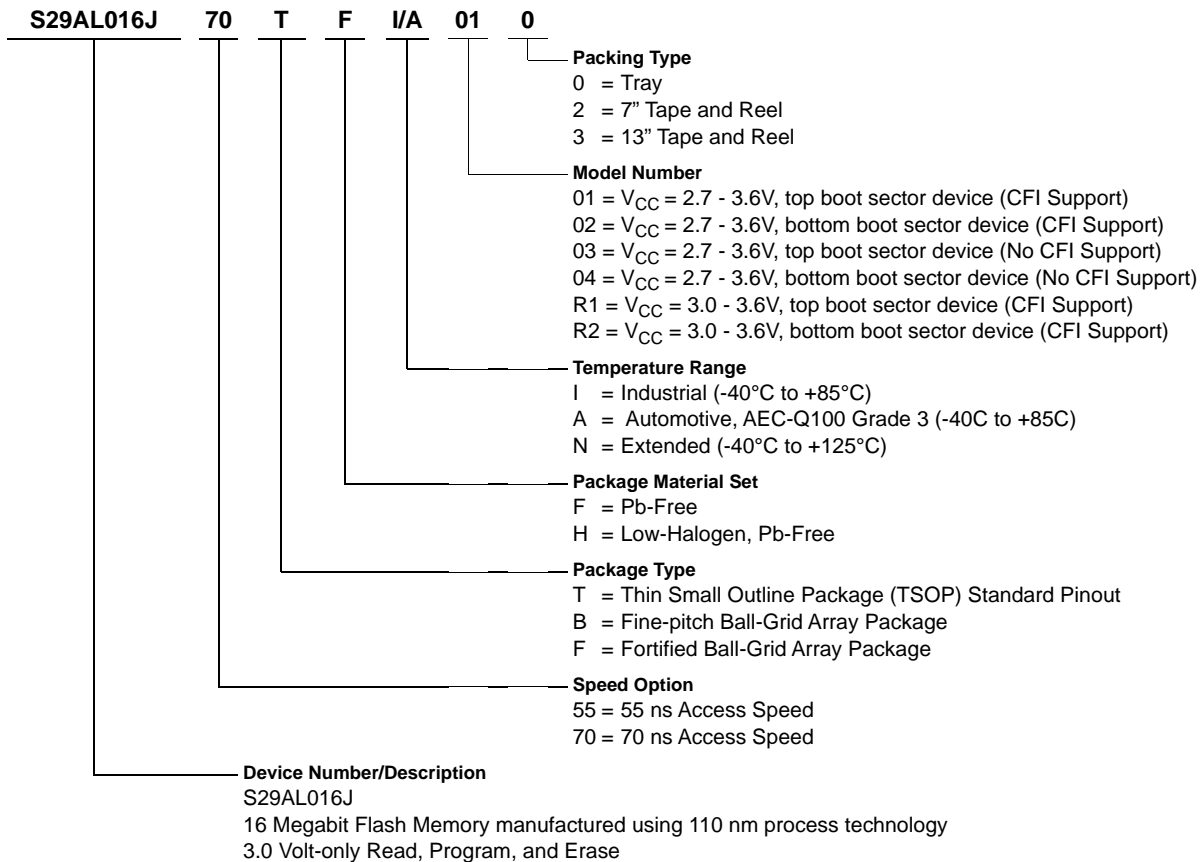 S29AL016J 70 T F I/A 01 0
Packing Type
0 = Tray
2 = 7” Tape and Reel
3 = 13” Tape and Reel
Model Number
01 = VCC = 2.7 - 3.6V, top boot sector device (CFI Support)
02 = VCC = 2.7 - 3.6V, bottom boot sector device (CFI Support)
03 = VCC = 2.7 - 3.6V, top boot sector device (No CFI Support)
04 = VCC = 2.7 - 3.6V, bottom boot sector device (No CFI Support)
R1 = VCC = 3.0 - 3.6V, top boot sector device (CFI Support)
R2 = VCC = 3.0 - 3.6V, bottom boot sector device (CFI Support)
Temperature Range
I = Industrial (-40°C to +85°C)
A = Automotive, AEC-Q100 Grade 3 (-40C to +85C)
N = Extended (-40°C to +125°C)
Package Material Set
F = Pb-Free
H = Low-Halogen, Pb-Free
Package Type
T = Thin Small Outline Package (TSOP) Standard Pinout
B = Fine-pitch Ball-Grid Array Package
F = Fortified Ball-Grid Array Package
Speed Option
55 = 55 ns Access Speed
70 = 70 ns Access Speed
Device Number/Description
S29AL016J
16 Megabit Flash Memory manufactured using 110 nm process technology
3.0 Volt-only Read, Program, and Erase